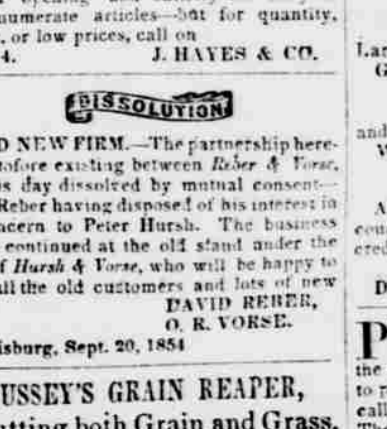 numerate articles—but for quantity,
, or low prices, call on
4. J. HAYES & CO.
DISSOLUTION
D NEW FIRM.—The partnership here-
tofore existing between Reber & Vorse,
is day dissolved by mutual consent—
Reber having disposed of his interest in
ncern to Peter Hursh. The business
continued at the old stand under the
f Hursh & Vorse, who will be happy to
all the old customers and lots of new
DAVID REBER,
O. R. VORSE.
isburg, Sept. 20, 1854
USSEY'S GRAIN REAPER,
utting both Grain and Grass.
Lar
G
and
W
A
cou
cred
D
P
the
to r
call